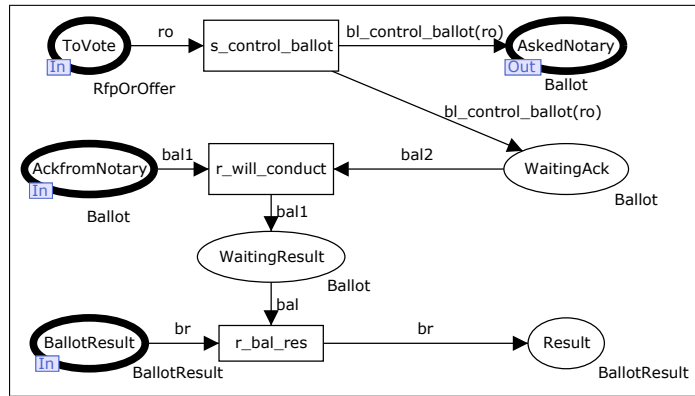 ro
bl_control_ballot(ro)
ToVote
s_control_ballot
AskedNotary
In
Out
RfpOrOffer
Ballot
bl_control_ballot(ro)
bal1
bal2
AckfromNotary
r_will_conduct
WaitingAck
In
Ballot
Ballot
bal1
WaitingResult
Ballot
bal
br
br
BallotResult
r_bal_res
Result
In
BallotResult
BallotResult